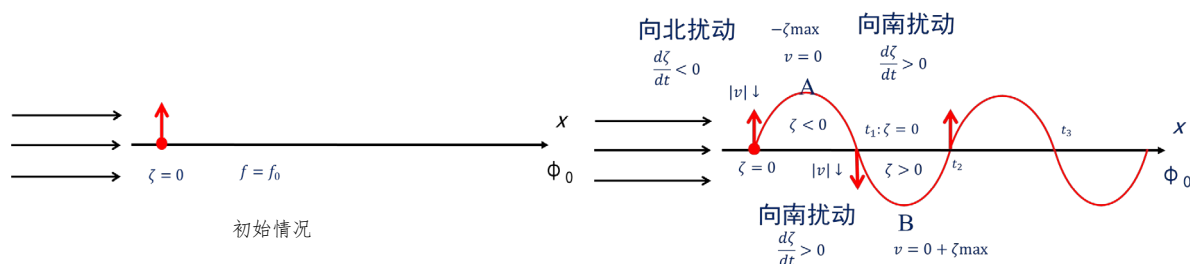 x
ζ=0
f=f₀
Φ₀
初始情况
向北扰动
dζ/dt<0
−ζmax
v=0
向南扰动
dζ/dt>0
|v|↓
A
ζ<0
t₁:ζ=0
t₃
x
ζ=0
|v|↓
ζ>0
t₂
Φ₀
向南扰动
dζ/dt>0
B
v=0+ζmax